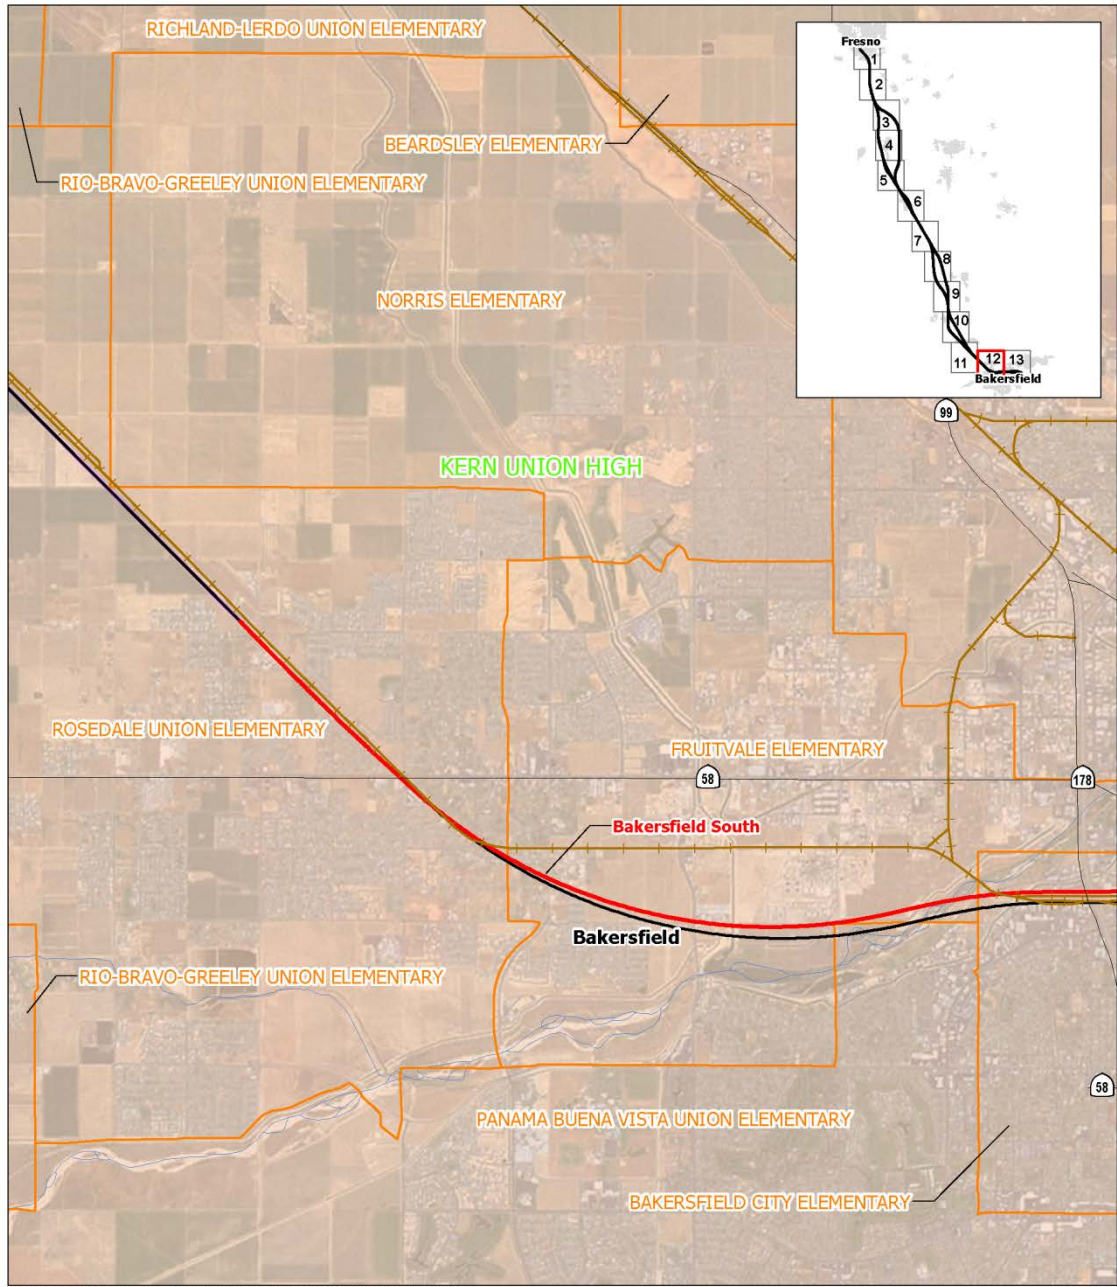 RICHLAND-LERDO UNION ELEMENTARY
BEARDSLEY ELEMENTARY
RIO-BRAVO-GREELEY UNION ELEMENTARY
NORRIS ELEMENTARY
Fresno
1
2
3
4
5
6
7
8
9
10
11
12
13
Bakersfield
99
KERN UNION HIGH
ROSEDALE UNION ELEMENTARY
FRUITVALE ELEMENTARY
58
178
Bakersfield South
Bakersfield
RIO-BRAVO-GREELEY UNION ELEMENTARY
58
PANAMA BUENA VISTA UNION ELEMENTARY
BAKERSFIELD CITY ELEMENTARY